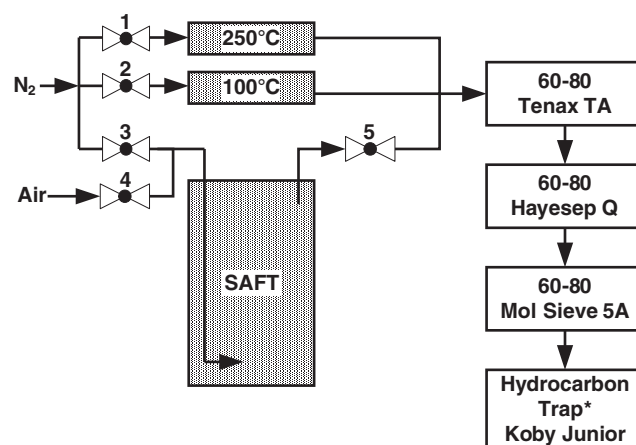 1
250°C
2
100°C
N2
3
5
4
Air
SAFT
60-80
Tenax TA
60-80
Hayesep Q
60-80
Mol Sieve 5A
Hydrocarbon
Trap*
Koby Junior